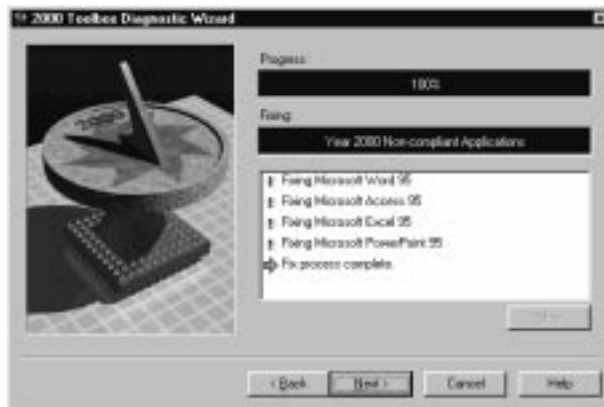 2000 Toolbox Diagnostic Wizard
2000
Progress:
100%
Fixing:
Year 2000 Non-compliant Applications
Fixing Microsoft Word 95
Fixing Microsoft Access 95
Fixing Microsoft Excel 95
Fixing Microsoft PowerPoint 95
Fix process complete.
< Back
Next >
Cancel
Help